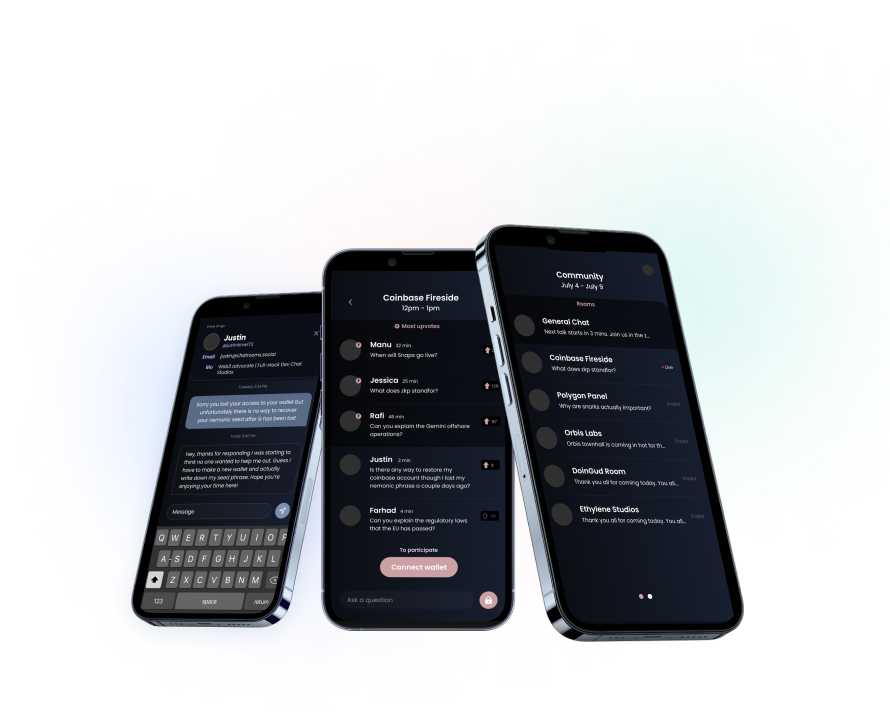 Justin
@justinkrieel73
Email justin@chatrooms.social
Bio Web3 advocate | Full-stack Dev Chat
Studios
Tuesday, 9:09 PM
Sorry you lost your access to your wallet but
unfortunately there is no way to recover
your nemonic seed after is has been lost
Today, 8:45 PM
Hey, thanks for responding I was starting to
think no one wanted to help me out. Guess I
have to make a new wallet and actually
write down my seed phrase. Hope you're
enjoying your time here!
Message
Q W E R T Y U I O P
A S D F G H J K L
Z X C V B N M
123 space return
Coinbase Fireside
12pm - 1pm
Most upvotes
Manu 32 min
When will Snaps go live?
Jessica 25 min
What does zkp standfor?
128
Rafi 46 min
Can you explain the Gemini offshore
operations?
47
Justin 2 min
Is there any way to restore my
coinbase account though I lost my
nemonic phrase a couple days ago?
Farhad 4 min
Can you explain the regulatory laws
that the EU has passed?
To participate
Connect wallet
Ask a question
Community
July 4 - July 9
Rooms
General Chat
Next talk starts in 3 mins. Join us in the z...
Coinbase Fireside
What does zkp standfor?
Live
Polygon Panel
Why are snarks actually important?
Ended
Orbis Labs
Orbis townhall is coming in hot for th...
Ended
DoinGud Room
Thank you all for coming today. You all...
Ended
Ethylene Studios
Thank you all for coming today. You all...
Ended